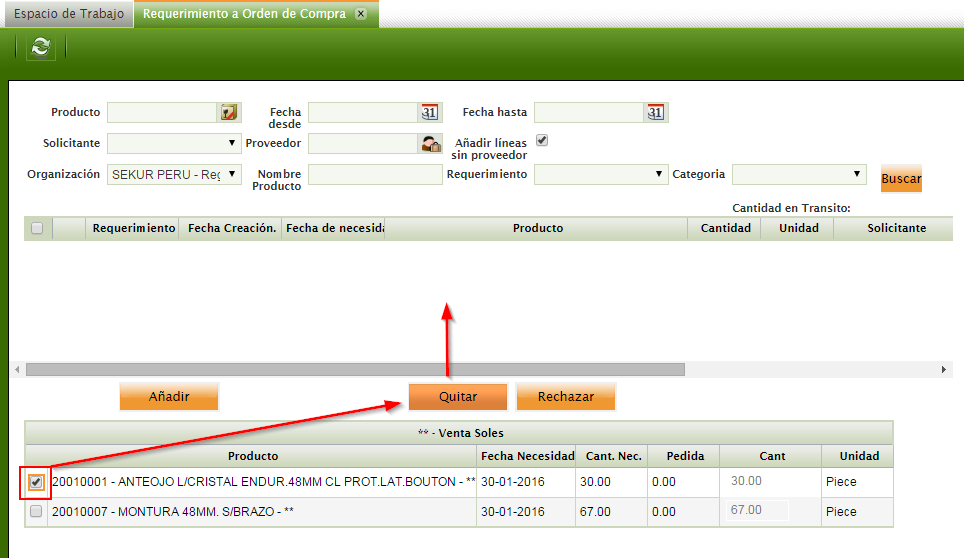 Espacio de Trabajo Requerimiento a Orden de Compra
Producto Fecha desde 31 Fecha hasta 31
Solicitante Proveedor Añadir líneas sin proveedor
Organización SEKUR PERU - Reg Nombre Producto Requerimiento Categoria Buscar
Cantidad en Transito:
Requerimiento Fecha Creación. Fecha de necesida Producto Cantidad Unidad Solicitante
Añadir Quitar Rechazar
** - Venta Soles
Producto Fecha Necesidad Cant. Nec. Pedida Cant Unidad
20010001 - ANTEOJO L/CRISTAL ENDUR.48MM CL PROT.LAT.BOUTON - ** 30-01-2016 30.00 0.00 30.00 Piece
20010007 - MONTURA 48MM. S/BRAZO - ** 30-01-2016 67.00 0.00 67.00 Piece